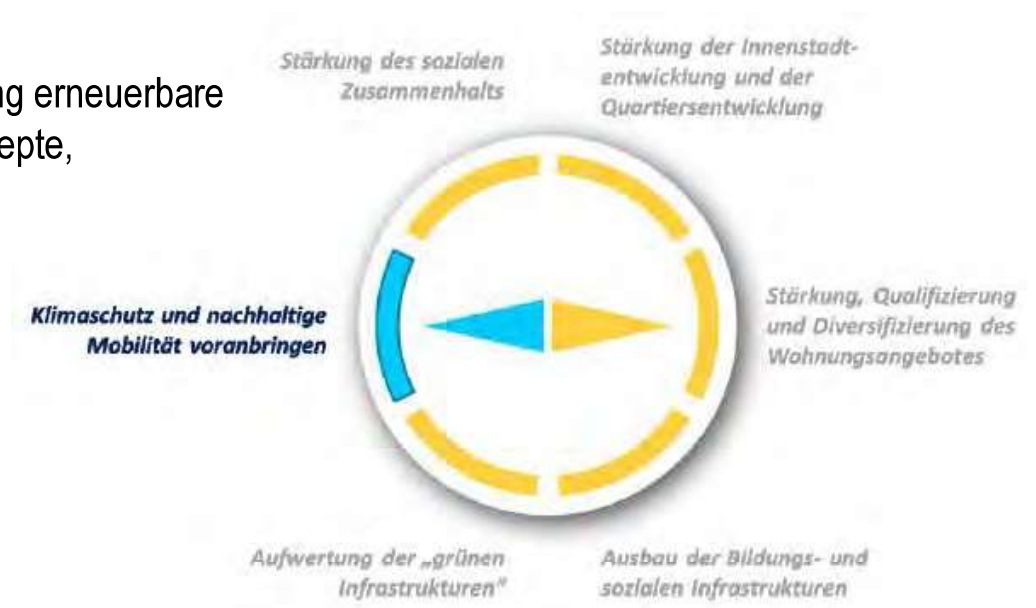 ng erneuerbare
epte,
Stärkung des sozialen
Zusammenhalts
Stärkung der Innenstadt-
entwicklung und der
Quartiersentwicklung
Klimaschutz und nachhaltige
Mobilität voranbringen
Stärkung, Qualifizierung
und Diversifizierung des
Wohnungsangebotes
Aufwertung der „grünen
Infrastrukturen"
Ausbau der Bildungs- und
sozialen Infrastrukturen